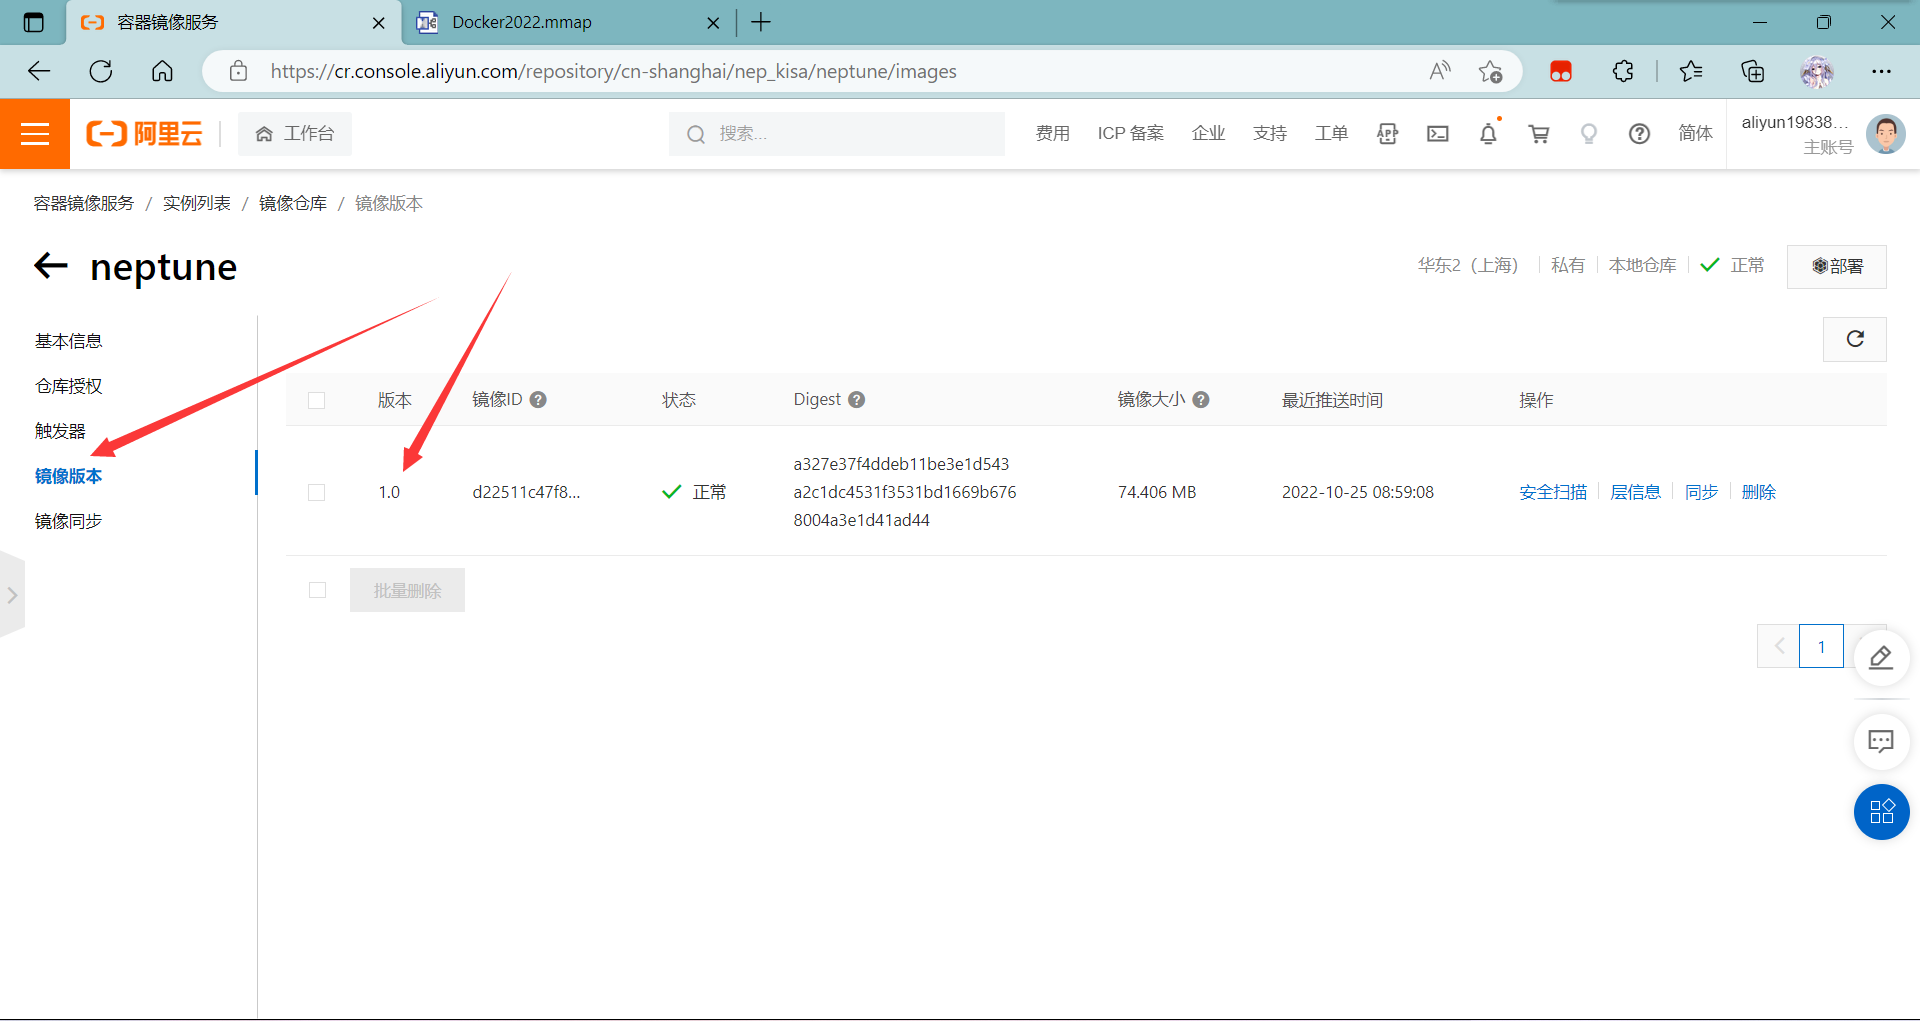 容器镜像服务
Docker2022.mmap
https://cr.console.aliyun.com/repository/cn-shanghai/nep_kisa/neptune/images
阿里云
工作台
搜索...
费用
ICP 备案
企业
支持
工单
APP
简体
aliyun19838...
主账号
容器镜像服务 / 实例列表 / 镜像仓库 / 镜像版本
neptune
华东2（上海）
私有
本地仓库
正常
部署
基本信息
仓库授权
触发器
镜像版本
镜像同步
版本
镜像ID
状态
Digest
镜像大小
最近推送时间
操作
1.0
d22511c47f8...
正常
a327e37f4ddeb11be3e1d543
a2c1dc4531f3531bd1669b676
8004a3e1d41ad44
74.406 MB
2022-10-25 08:59:08
安全扫描
层信息
同步
删除
批量删除
1